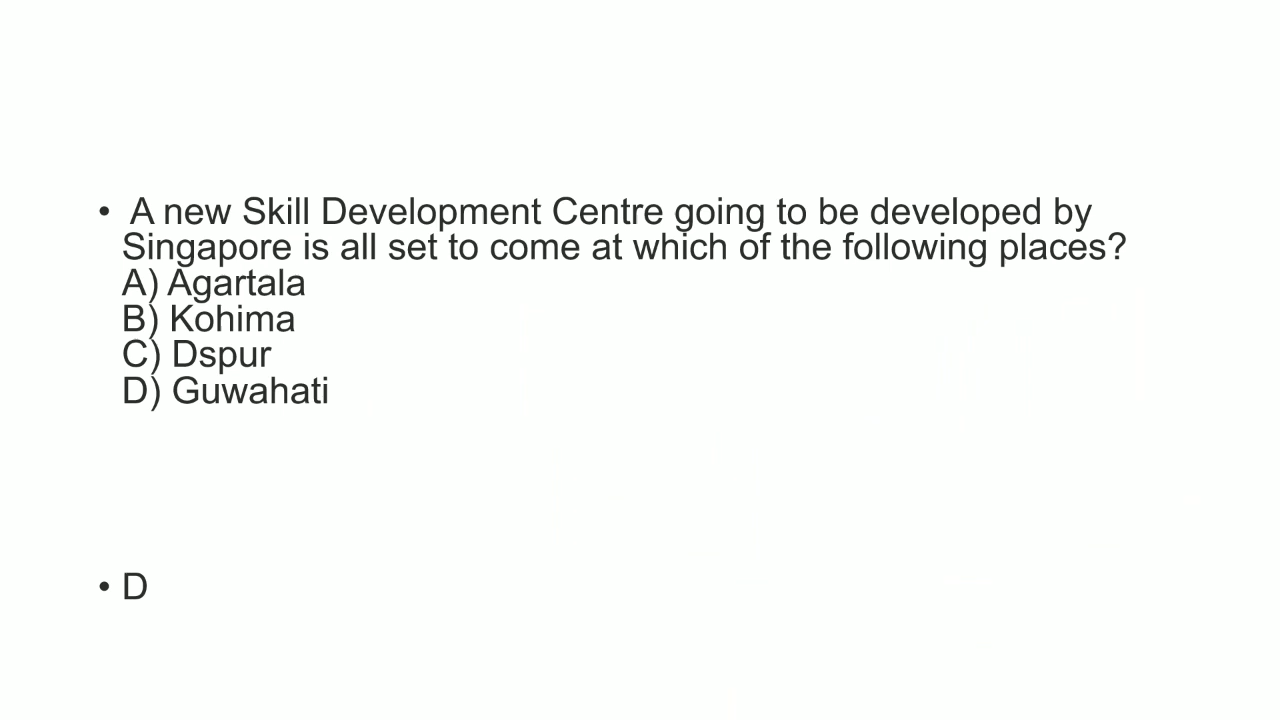 • A new Skill Development Centre going to be developed by
Singapore is all set to come at which of the following places?
A) Agartala
B) Kohima
C) Dspur
D) Guwahati
• D